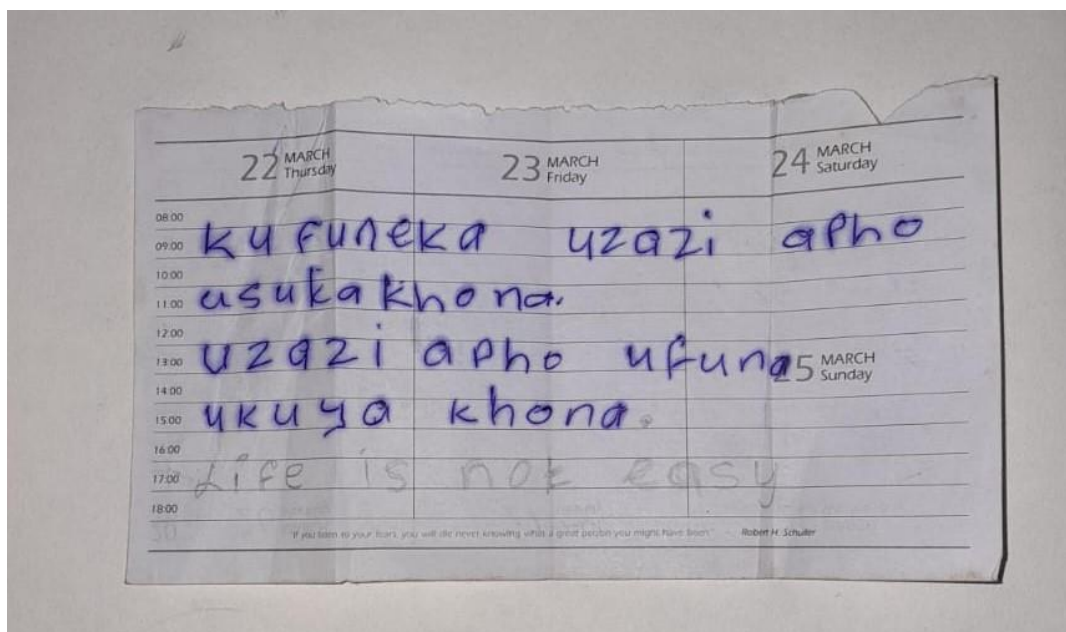 22 MARCH Thursday
23 MARCH Friday
24 MARCH Saturday
08:00
09:00 kufuneka uzazi apho
10:00
11:00 usuka khona.
12:00
13:00 uzazi apho ufuna
25 MARCH Sunday
14:00
15:00 ukuya khona.
16:00
17:00 Life is not easy
18:00
"If you listen to your fears, you will die never knowing what a great person you might have been." - Robert H. Schuller